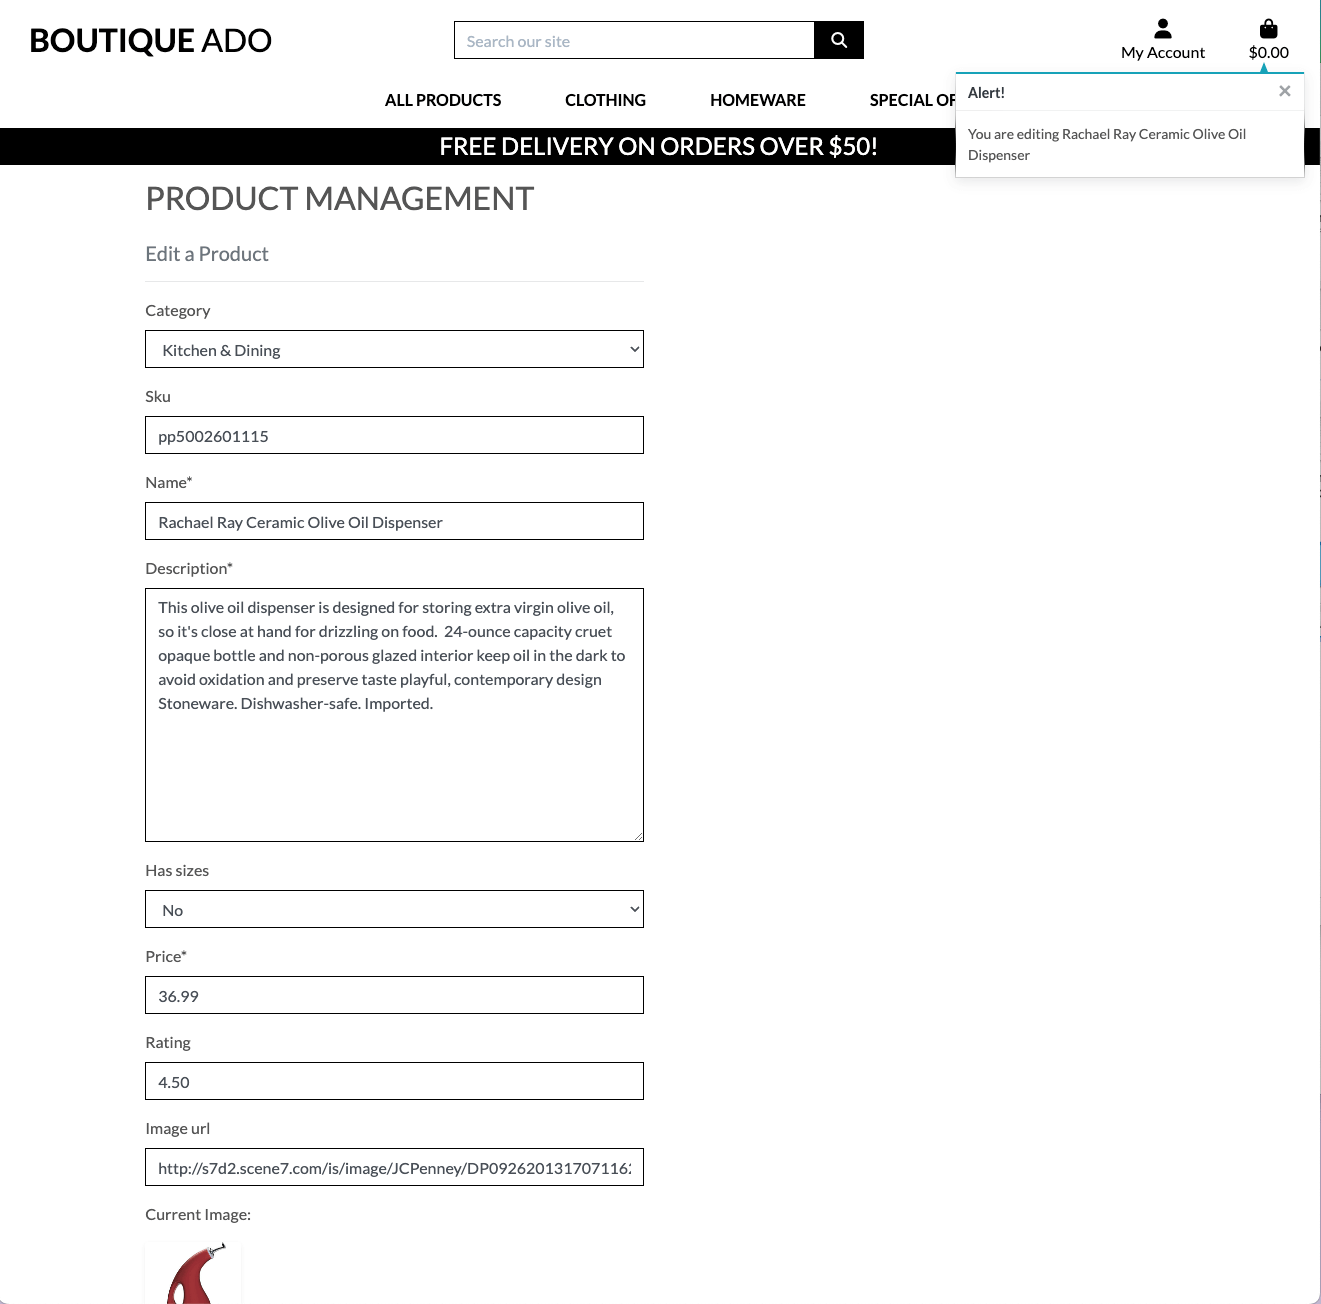 BOUTIQUE ADO
Search our site
My Account
$0.00
ALL PRODUCTS
CLOTHING
HOMEWARE
SPECIAL OF
Alert!
×
You are editing Rachael Ray Ceramic Olive Oil
Dispenser
FREE DELIVERY ON ORDERS OVER $50!
PRODUCT MANAGEMENT
Edit a Product
Category
Kitchen & Dining
Sku
pp5002601115
Name*
Rachael Ray Ceramic Olive Oil Dispenser
Description*
This olive oil dispenser is designed for storing extra virgin olive oil,
so it's close at hand for drizzling on food.  24-ounce capacity cruet
opaque bottle and non-porous glazed interior keep oil in the dark to
avoid oxidation and preserve taste playful, contemporary design
Stoneware. Dishwasher-safe. Imported.
Has sizes
No
Price*
36.99
Rating
4.50
Image url
http://s7d2.scene7.com/is/image/JCPenney/DP092620131707116
Current Image: